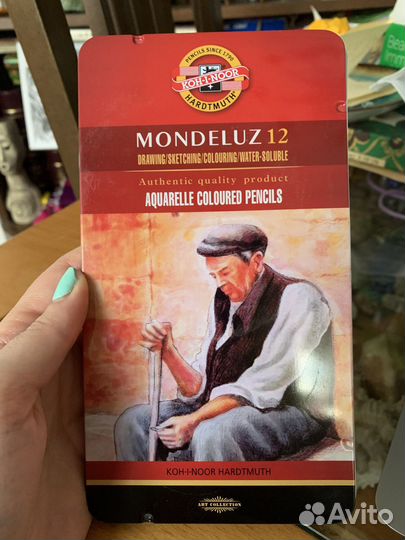 PENCILS SINCE 1790
KOH-I-NOOR
HARDTMUTH
MONDELUZ 12
DRAWING/SKETCHING/COLOURING/WATER-SOLUBLE
Authentic quality product
AQUARELLE COLOURED PENCILS
KOH-I-NOOR HARDTMUTH
ART COLLECTION
Avito